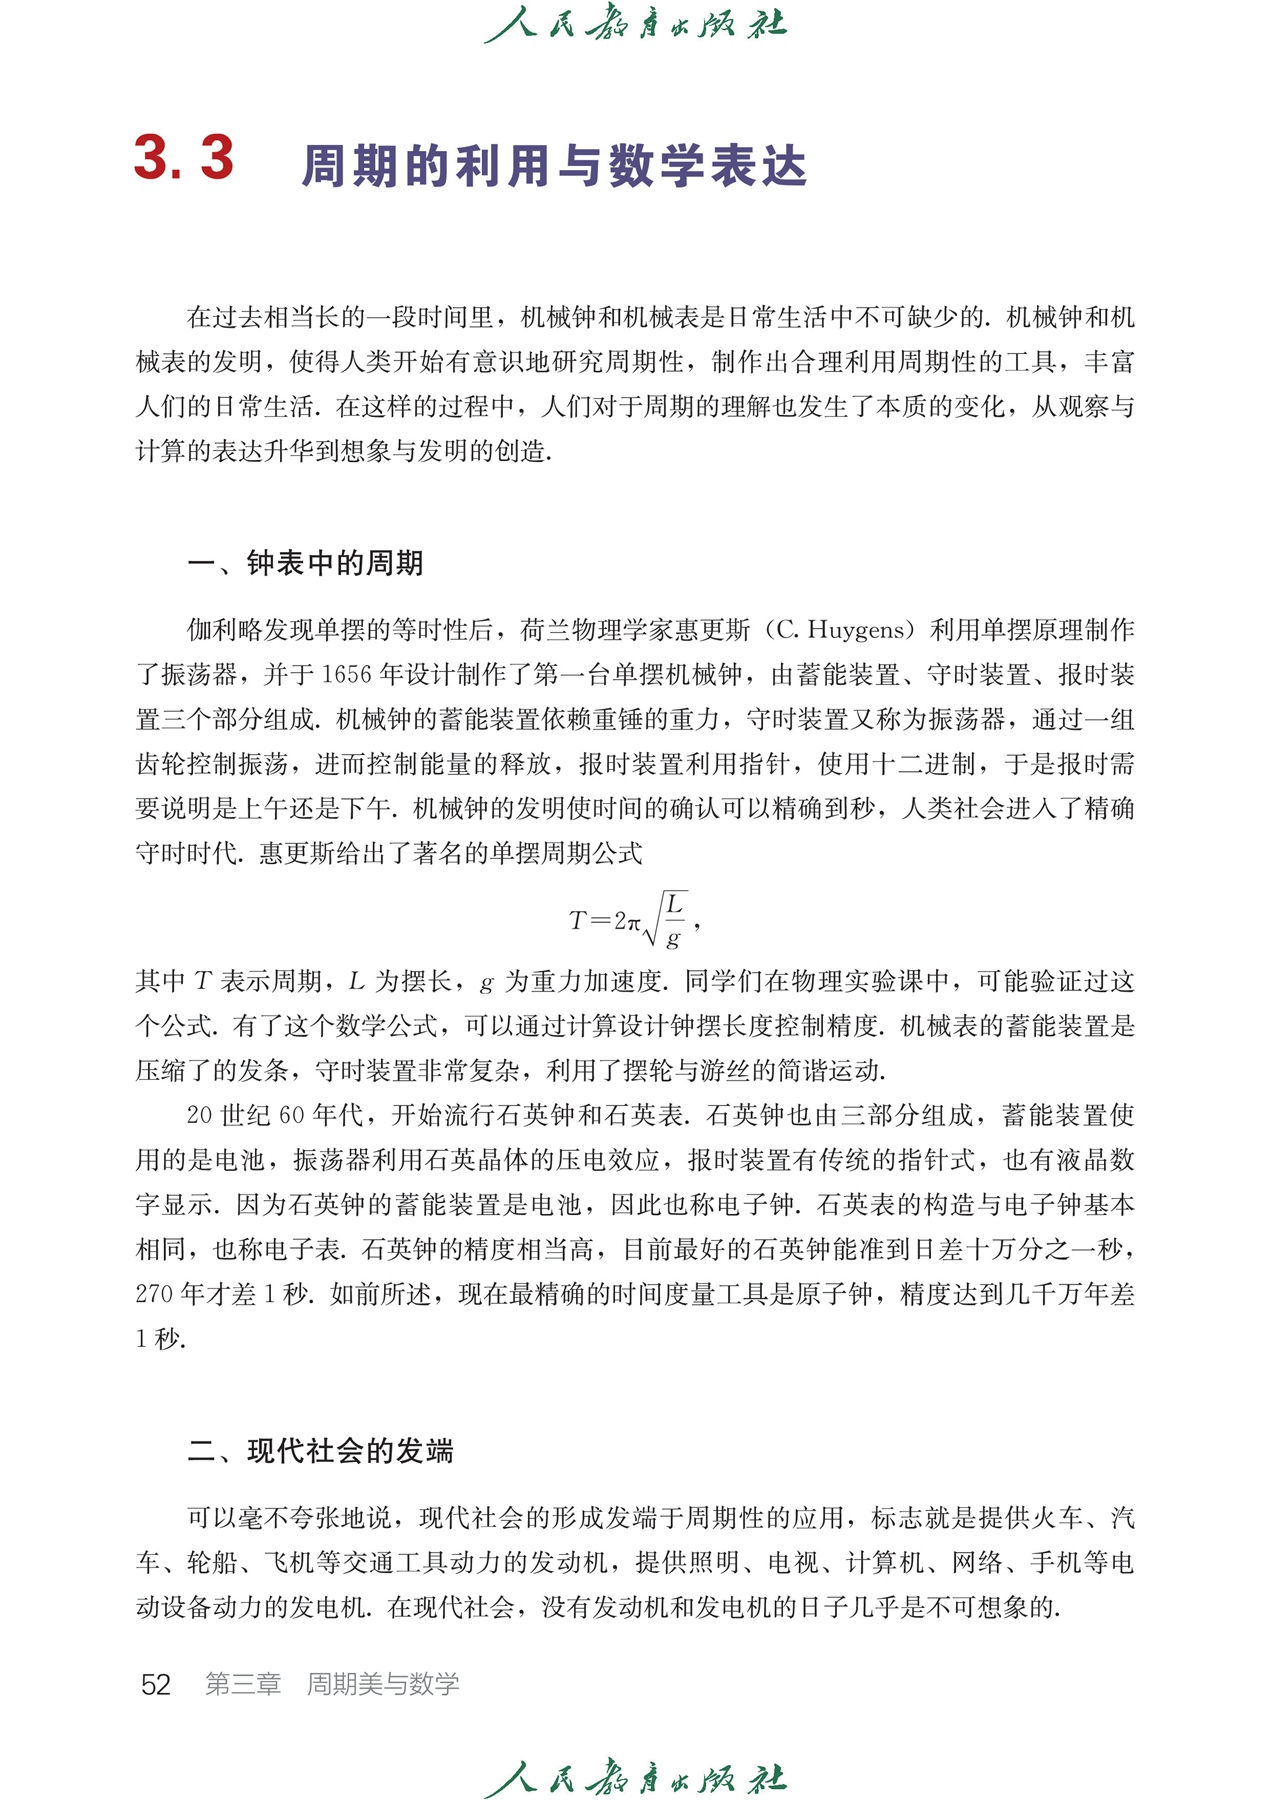 人民教育出版社
3.3 周期的利用与数学表达
在过去相当长的一段时间里，机械钟和机械表是日常生活中不可缺少的. 机械钟和机
械表的发明，使得人类开始有意识地研究周期性，制作出合理利用周期性的工具，丰富
人们的日常生活. 在这样的过程中，人们对于周期的理解也发生了本质的变化，从观察与
计算的表达升华到想象与发明的创造.
一、钟表中的周期
伽利略发现单摆的等时性后，荷兰物理学家惠更斯（C. Huygens）利用单摆原理制作
了振荡器，并于 1656 年设计制作了第一台单摆机械钟，由蓄能装置、守时装置、报时装
置三个部分组成. 机械钟的蓄能装置依赖重锤的重力，守时装置又称为振荡器，通过一组
齿轮控制振荡，进而控制能量的释放，报时装置利用指针，使用十二进制，于是报时需
要说明是上午还是下午. 机械钟的发明使时间的确认可以精确到秒，人类社会进入了精确
守时时代. 惠更斯给出了著名的单摆周期公式
T=2π√(L/g)，
其中 T 表示周期，L 为摆长，g 为重力加速度. 同学们在物理实验课中，可能验证过这
个公式. 有了这个数学公式，可以通过计算设计钟摆长度控制精度. 机械表的蓄能装置是
压缩了的发条，守时装置非常复杂，利用了摆轮与游丝的简谐运动.
20 世纪 60 年代，开始流行石英钟和石英表. 石英钟也由三部分组成，蓄能装置使
用的是电池，振荡器利用石英晶体的压电效应，报时装置有传统的指针式，也有液晶数
字显示. 因为石英钟的蓄能装置是电池，因此也称电子钟. 石英表的构造与电子钟基本
相同，也称电子表. 石英钟的精度相当高，目前最好的石英钟能准到日差十万分之一秒，
270 年才差 1 秒. 如前所述，现在最精确的时间度量工具是原子钟，精度达到几千万年差
1 秒.
二、现代社会的发端
可以毫不夸张地说，现代社会的形成发端于周期性的应用，标志就是提供火车、汽
车、轮船、飞机等交通工具动力的发动机，提供照明、电视、计算机、网络、手机等电
动设备动力的发电机. 在现代社会，没有发动机和发电机的日子几乎是不可想象的.
52 第三章 周期美与数学
人民教育出版社